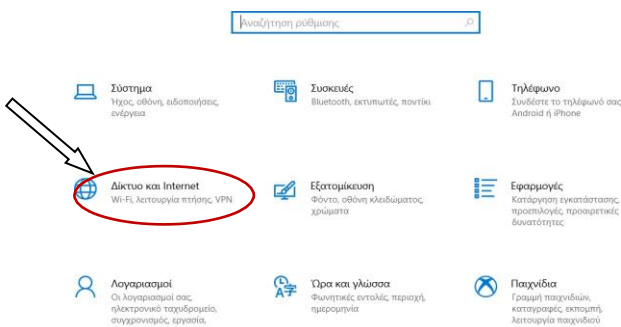 Αναζήτηση ρύθμισης
Σύστημα
Ήχος, οθόνη, ειδοποιήσεις,
ενέργεια
Συσκευές
Bluetooth, εκτυπωτές, ποντίκι
Τηλέφωνο
Συνδέστε το τηλέφωνό σας
Android ή iPhone
Δίκτυο και Internet
Wi-Fi, λειτουργία πτήσης, VPN
Εξατομίκευση
Φόντο, οθόνη κλειδώματος,
χρώματα
Εφαρμογές
Κατάργηση εγκατάστασης,
προεπιλογές, προαιρετικές
δυνατότητες
Λογαριασμοί
Οι λογαριασμοί σας,
ηλεκτρονικό ταχυδρομείο,
συγχρονισμός, εργασία,
Ώρα και γλώσσα
Φωνητικές εντολές, περιοχή,
ημερομηνία
Παιχνίδια
Γραμμή παιχνιδιών,
καταγραφές, εκπομπή,
λειτουργία παιχνιδιού